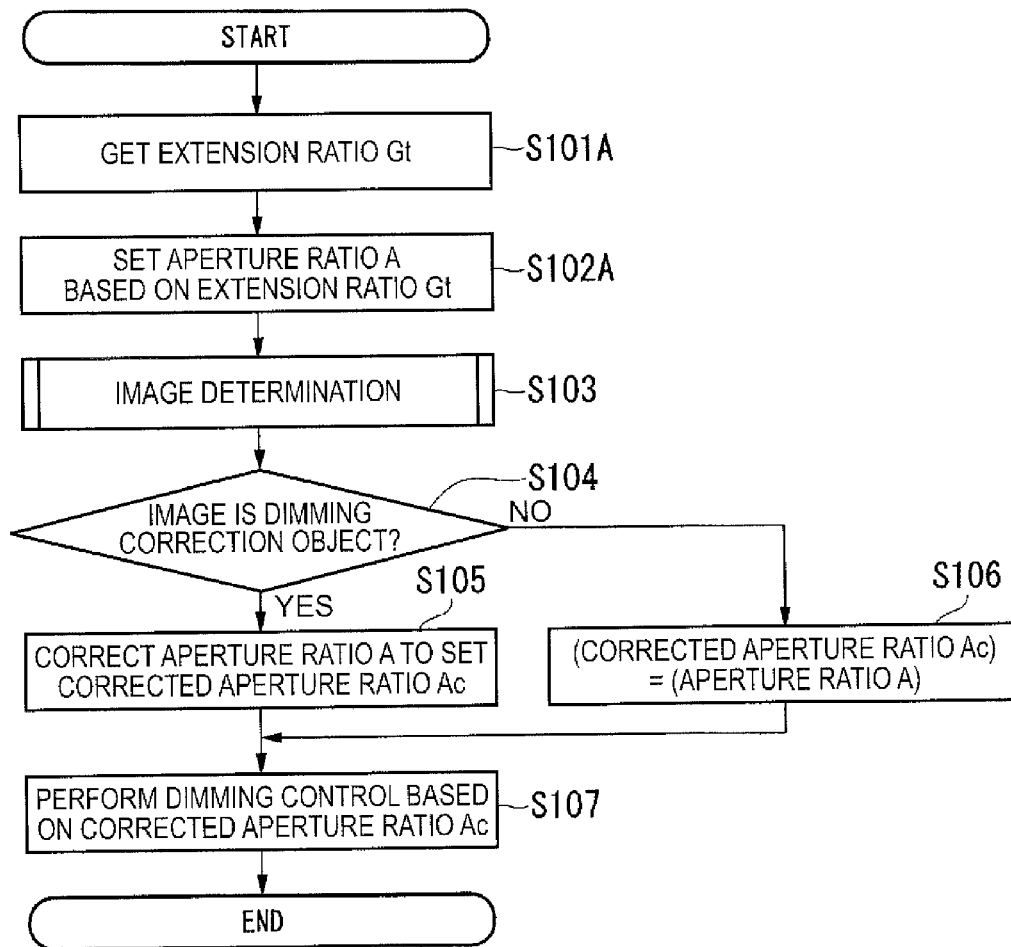 START
GET EXTENSION RATIO Gt
S101A
SET APERTURE RATIO A
BASED ON EXTENSION RATIO Gt
S102A
IMAGE DETERMINATION
S103
S104
IMAGE IS DIMMING
CORRECTION OBJECT?
NO
YES
S105
CORRECT APERTURE RATIO A TO SET
CORRECTED APERTURE RATIO Ac
S106
(CORRECTED APERTURE RATIO Ac)
= (APERTURE RATIO A)
PERFORM DIMMING CONTROL BASED
ON CORRECTED APERTURE RATIO Ac
S107
END